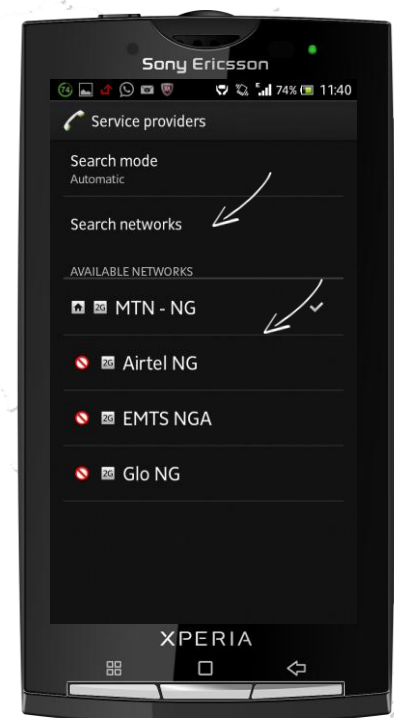 Sony Ericsson
74 74% 11:40
Service providers
Search mode
Automatic
Search networks
AVAILABLE NETWORKS
2G MTN - NG
2G Airtel NG
2G EMTS NGA
2G Glo NG
XPERIA